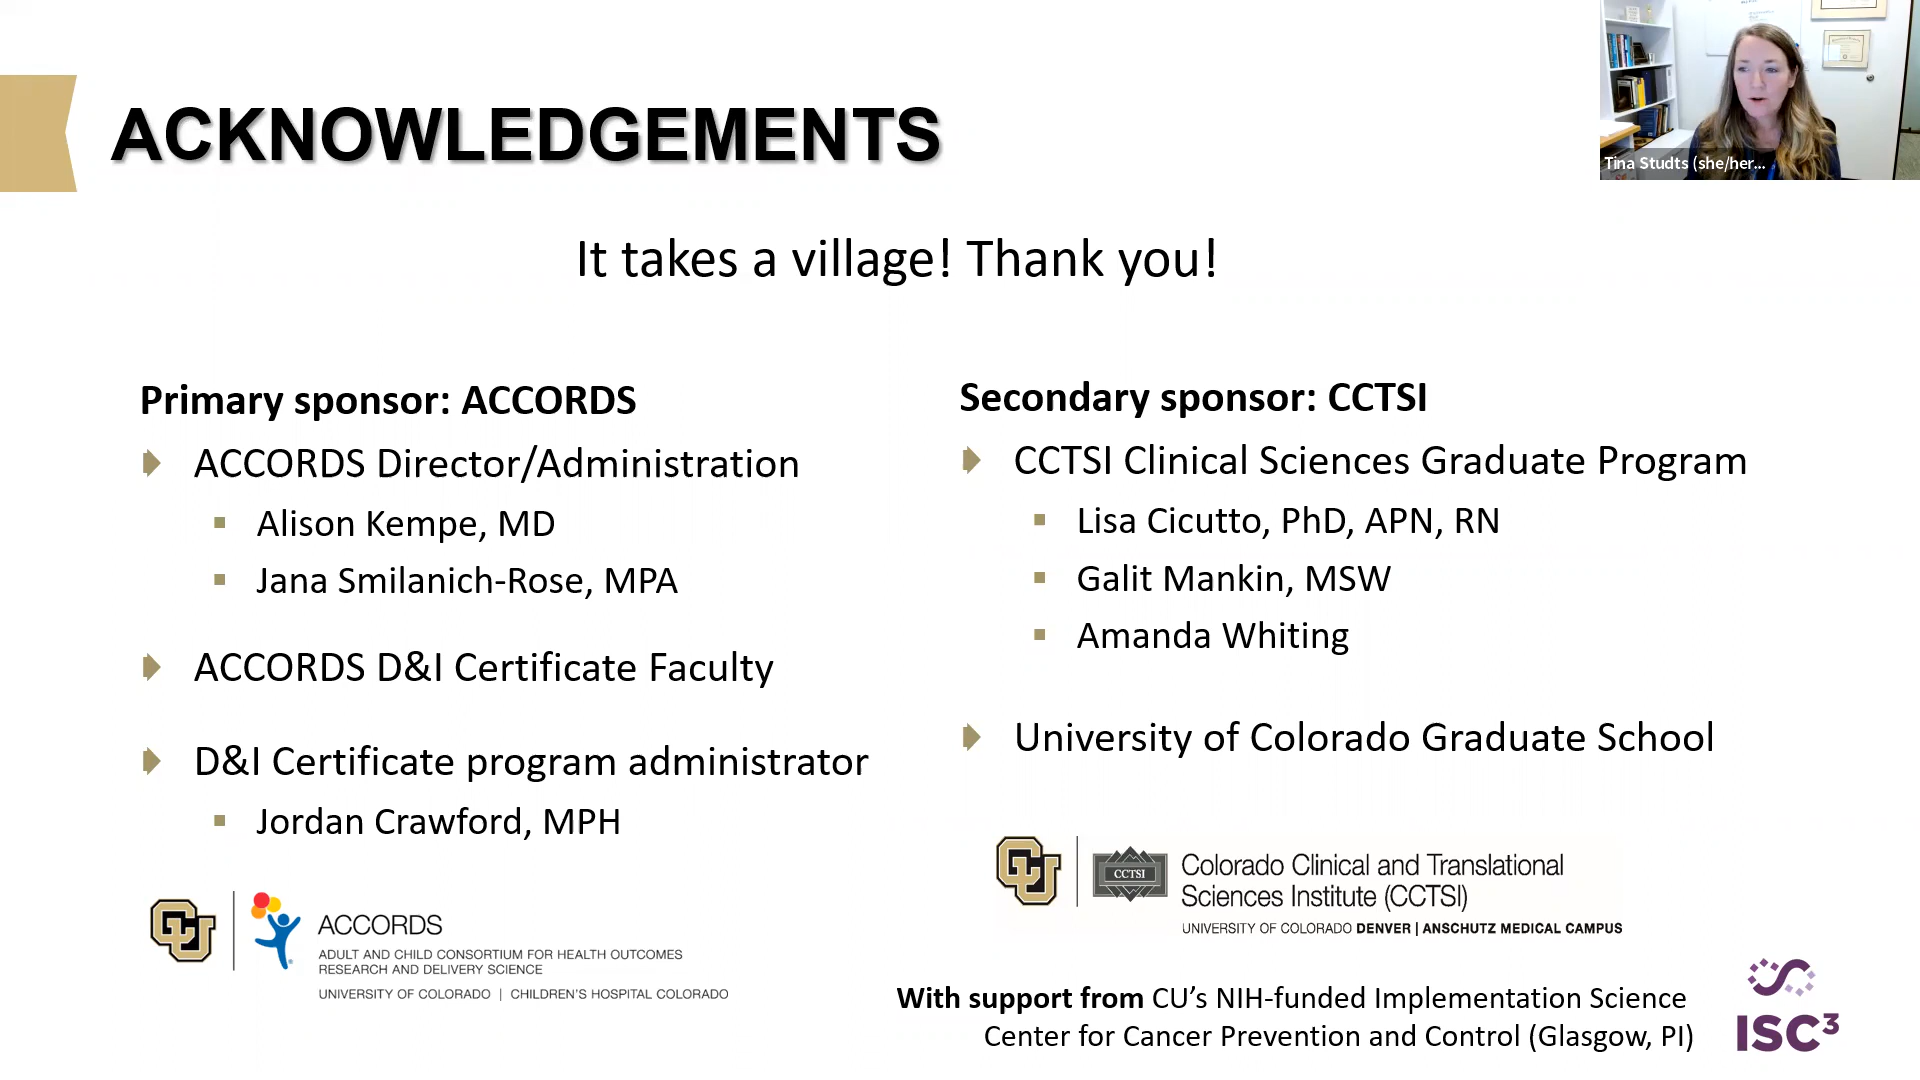 ACKNOWLEDGEMENTS
Tina Studts (she/her...
It takes a village! Thank you!
Primary sponsor: ACCORDS
ACCORDS Director/Administration
Alison Kempe, MD
Jana Smilanich-Rose, MPA
ACCORDS D&I Certificate Faculty
D&I Certificate program administrator
Jordan Crawford, MPH
CU
ACCORDS
ADULT AND CHILD CONSORTIUM FOR HEALTH OUTCOMES
RESEARCH AND DELIVERY SCIENCE
UNIVERSITY OF COLORADO | CHILDREN'S HOSPITAL COLORADO
Secondary sponsor: CCTSI
CCTSI Clinical Sciences Graduate Program
Lisa Cicutto, PhD, APN, RN
Galit Mankin, MSW
Amanda Whiting
University of Colorado Graduate School
CU
CCTSI
Colorado Clinical and Translational
Sciences Institute (CCTSI)
UNIVERSITY OF COLORADO DENVER | ANSCHUTZ MEDICAL CAMPUS
With support from CU’s NIH-funded Implementation Science
Center for Cancer Prevention and Control (Glasgow, PI)
ISC³